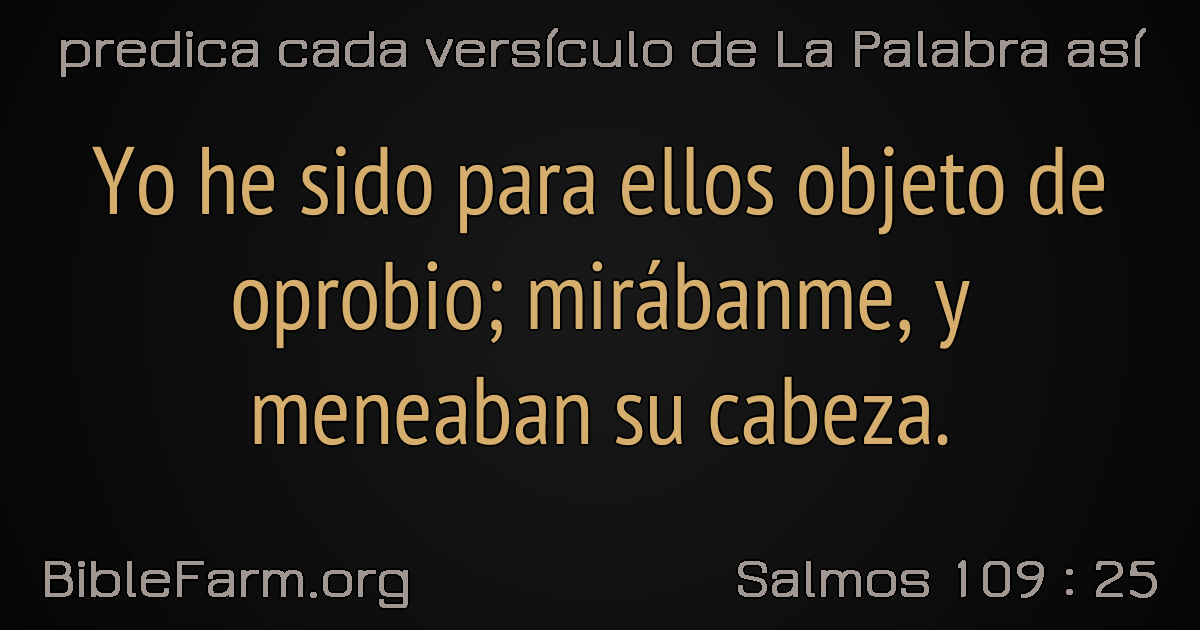 predica cada versículo de La Palabra así
Yo he sido para ellos objeto de
oprobio; mirábanme, y
meneaban su cabeza.
BibleFarm.org
Salmos 109 : 25